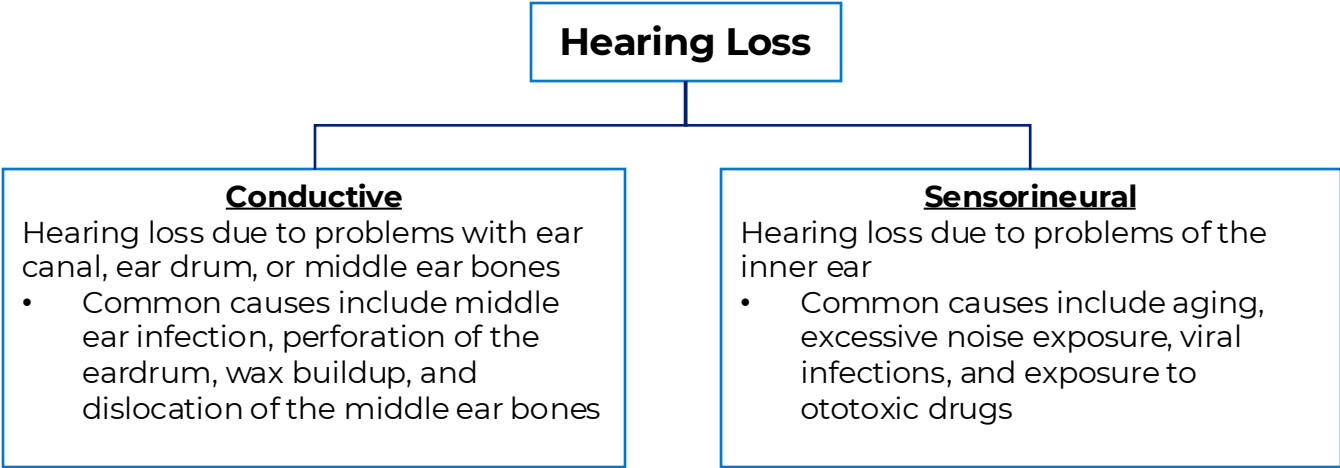 Hearing Loss
Conductive
Hearing loss due to problems with ear
canal, ear drum, or middle ear bones
• Common causes include middle
ear infection, perforation of the
eardrum, wax buildup, and
dislocation of the middle ear bones
Sensorineural
Hearing loss due to problems of the
inner ear
• Common causes include aging,
excessive noise exposure, viral
infections, and exposure to
ototoxic drugs